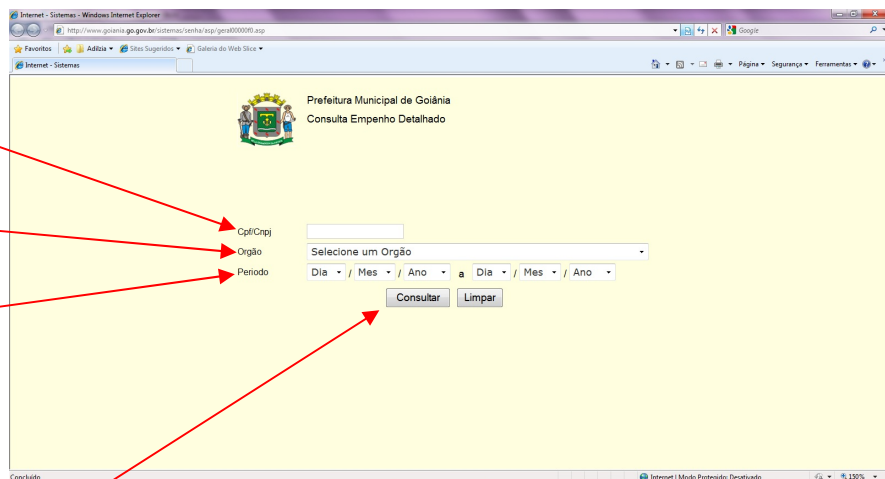 Internet - Sistemas - Windows Internet Explorer
http://www.goiania.go.gov.br/sistemas/senha/asp/geral00000f0.asp
Google
Favoritos Adilzia Sites Sugeridos Galeria do Web Slice
Internet - Sistemas
Página Segurança Ferramentas
Prefeitura Municipal de Goiânia
Consulta Empenho Detalhado
Cpf/Cnpj
Orgão Selecione um Orgão
Periodo Dia / Mes / Ano a Dia / Mes / Ano
Consultar Limpar
Concluído Internet | Modo Protegido: Desativado 150%